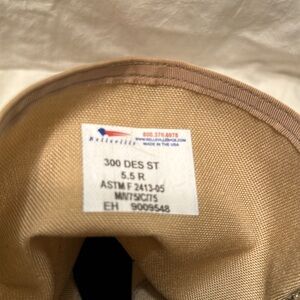 800.376.6978
WWW.BELLEVILLESHOE.COM
Belleville
MADE IN THE USA
300 DES ST
5.5 R
ASTM F 2413-05
M/I/75/C/75
EH 9009548